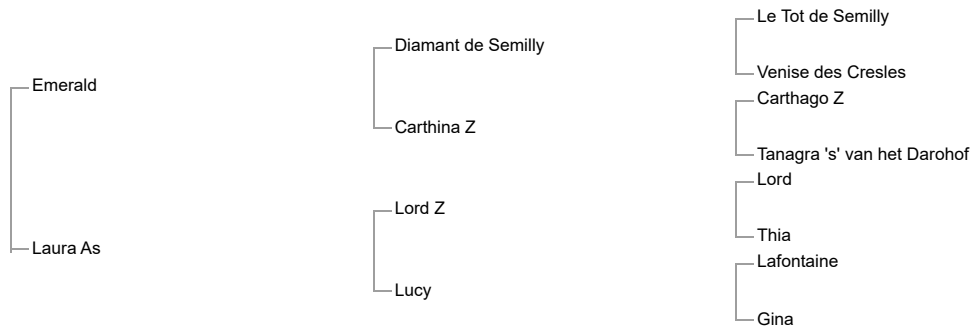 Le Tot de Semilly
Diamant de Semilly
Venise des Cresles
Emerald
Carthago Z
Carthina Z
Tanagra 's' van het Darohof
Lord
Lord Z
Thia
Laura As
Lafontaine
Lucy
Gina